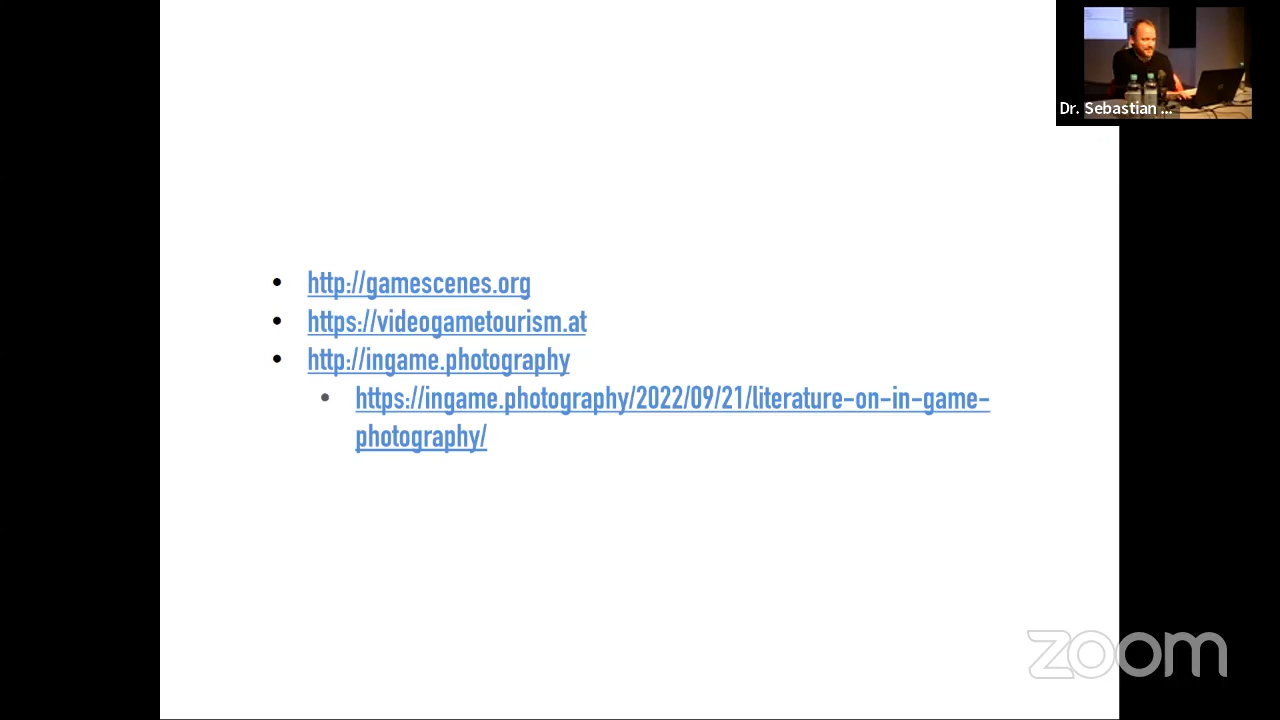 Dr. Sebastian ...
http://gamescenes.org
https://videogametourism.at
http://ingame.photography
https://ingame.photography/2022/09/21/literature-on-in-game-
photography/
zoom